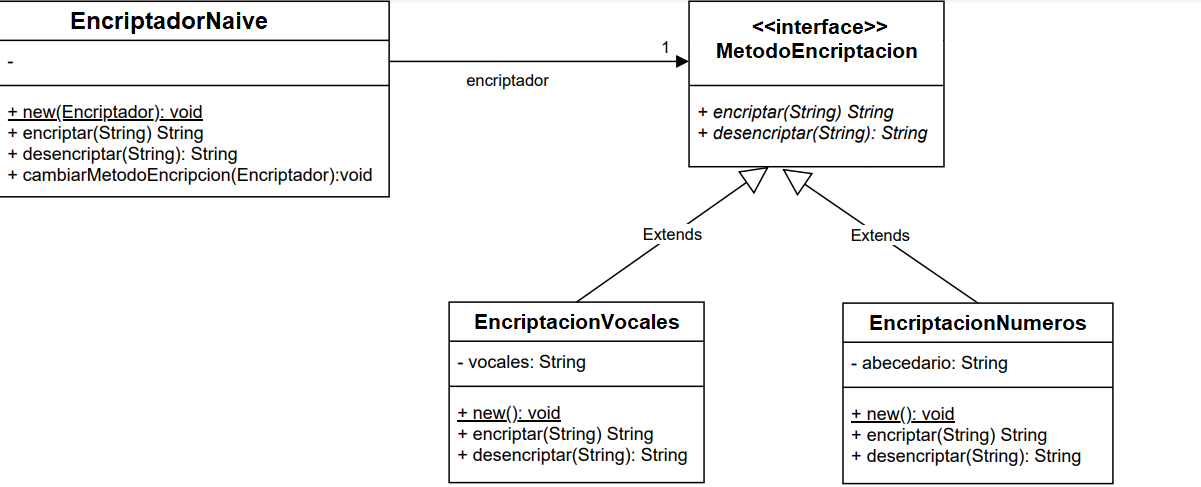 EncriptadorNaive
-
+ new(Encriptador): void
+ encriptar(String) String
+ desencriptar(String): String
+ cambiarMetodoEncripcion(Encriptador):void
1
encriptador
<<interface>>
MetodoEncriptacion
+ encriptar(String) String
+ desencriptar(String): String
Extends
Extends
EncriptacionVocales
- vocales: String
+ new(): void
+ encriptar(String) String
+ desencriptar(String): String
EncriptacionNumeros
- abecedario: String
+ new(): void
+ encriptar(String) String
+ desencriptar(String): String